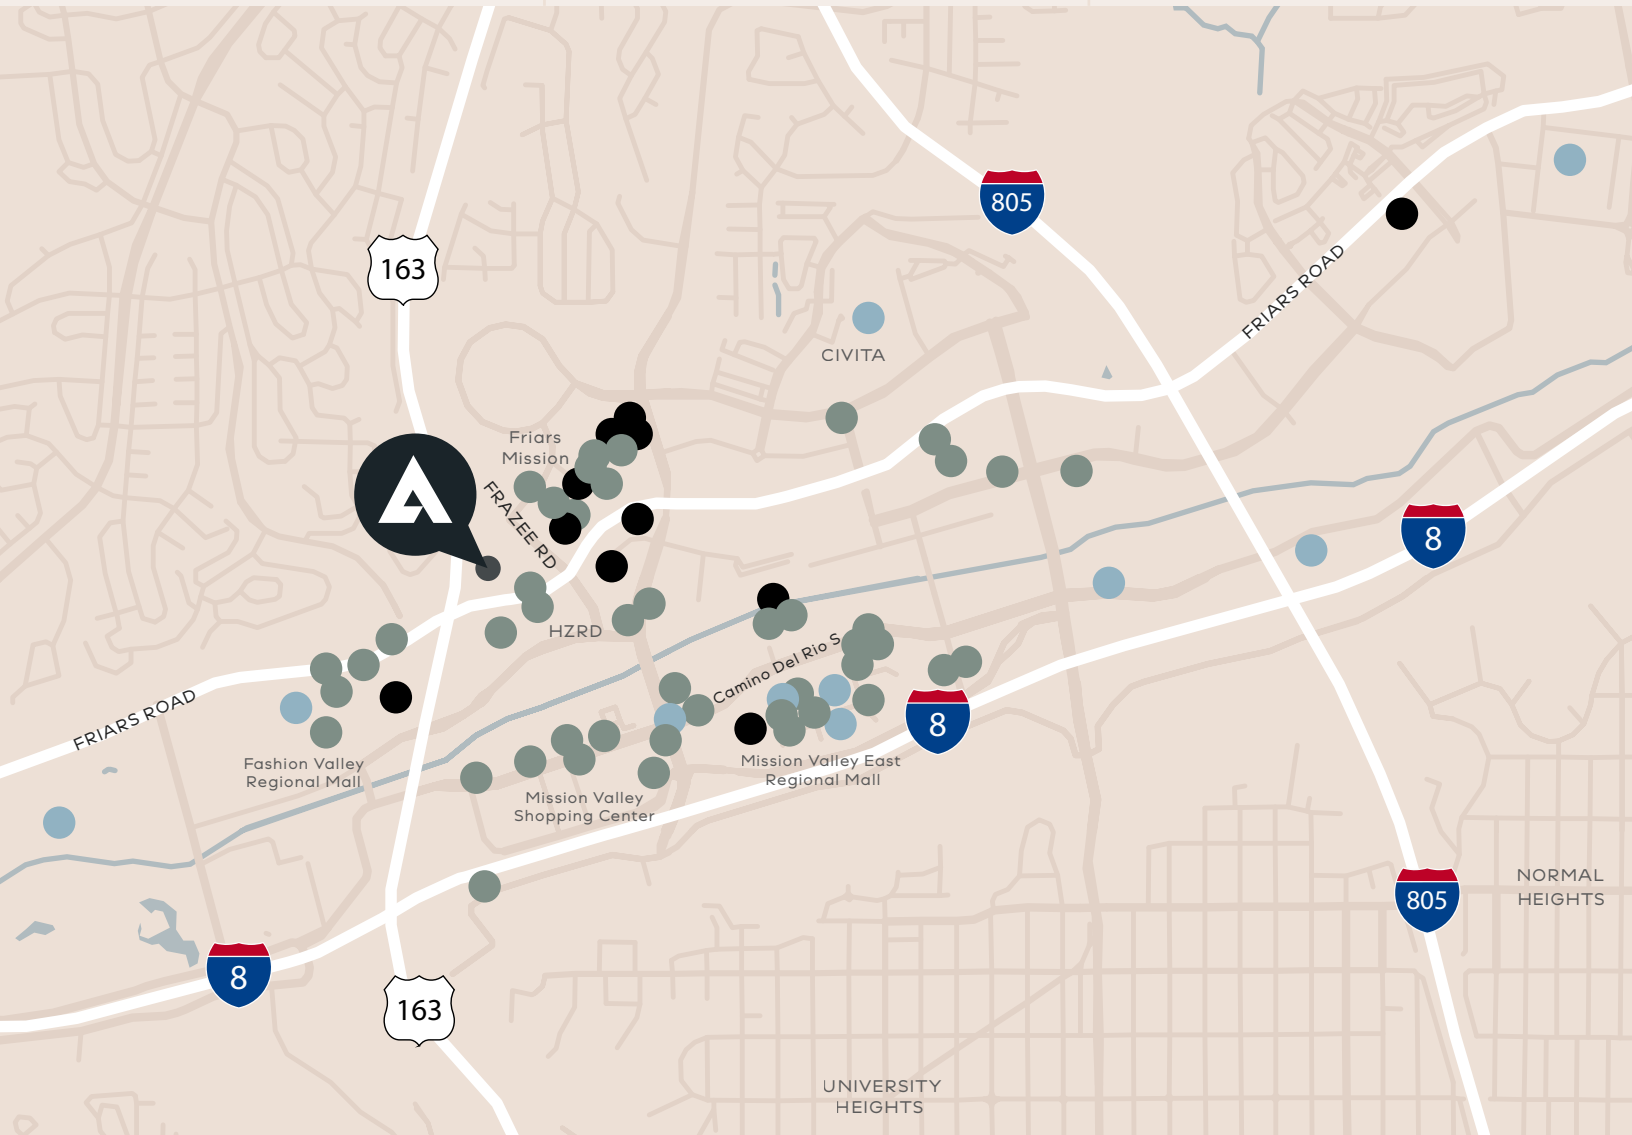 805
163
FRIARS ROAD
CIVITA
Friars
Mission
FRAZEE RD
8
HZRD
Camino Del Rio S
FRIARS ROAD
8
Fashion Valley
Regional Mall
Mission Valley East
Regional Mall
Mission Valley
Shopping Center
NORMAL
HEIGHTS
805
8
163
UNIVERSITY
HEIGHTS